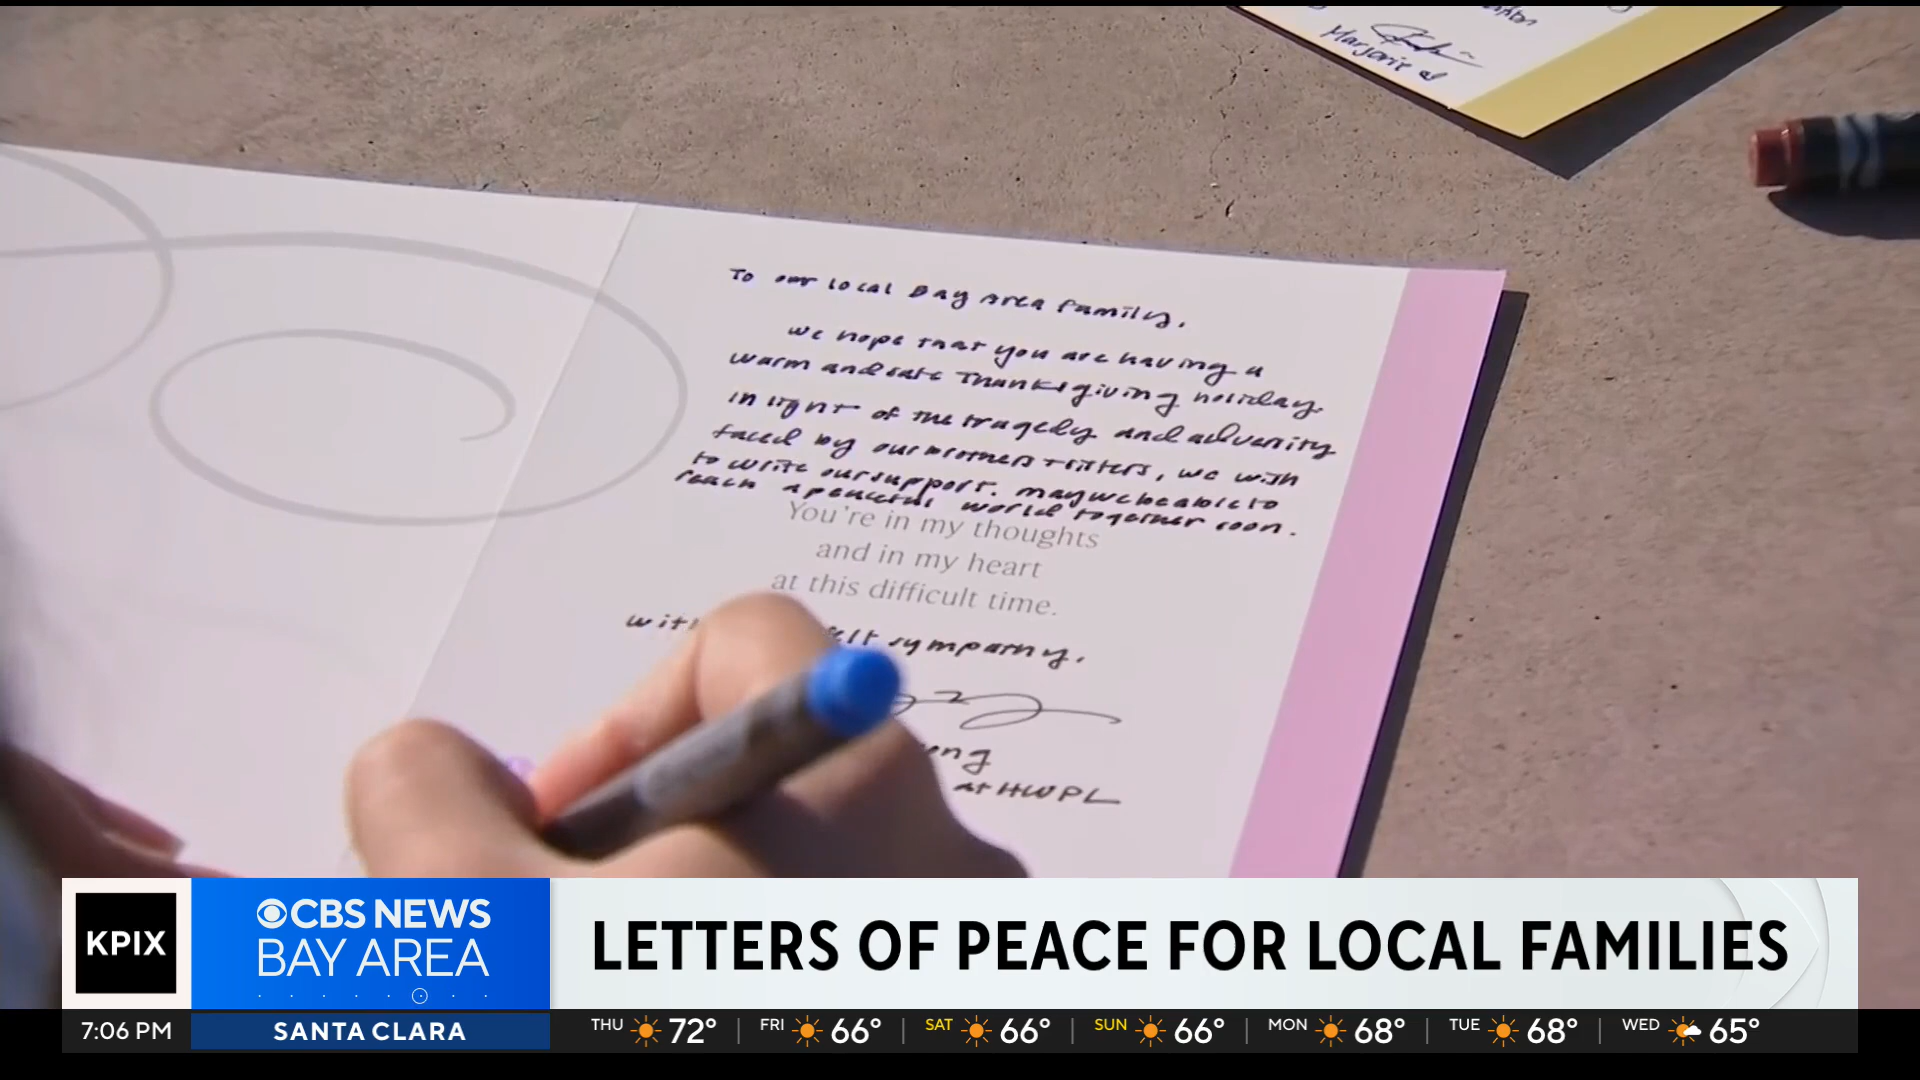 Marjorie
To our local Bay Area family,
We hope that you are having a
warm and safe Thanksgiving holiday.
In light of the tragedy and adversity
faced by our brothers + sisters, we wish
to write our support. May we be able to
reach a peaceful world together soon.
You're in my thoughts
and in my heart
at this difficult time.
sympathy,
at HWPL
KPIX
CBS NEWS
BAY AREA
LETTERS OF PEACE FOR LOCAL FAMILIES
7:06 PM
SANTA CLARA
THU 72° FRI 66° SAT 66° SUN 66° MON 68° TUE 68° WED 65°